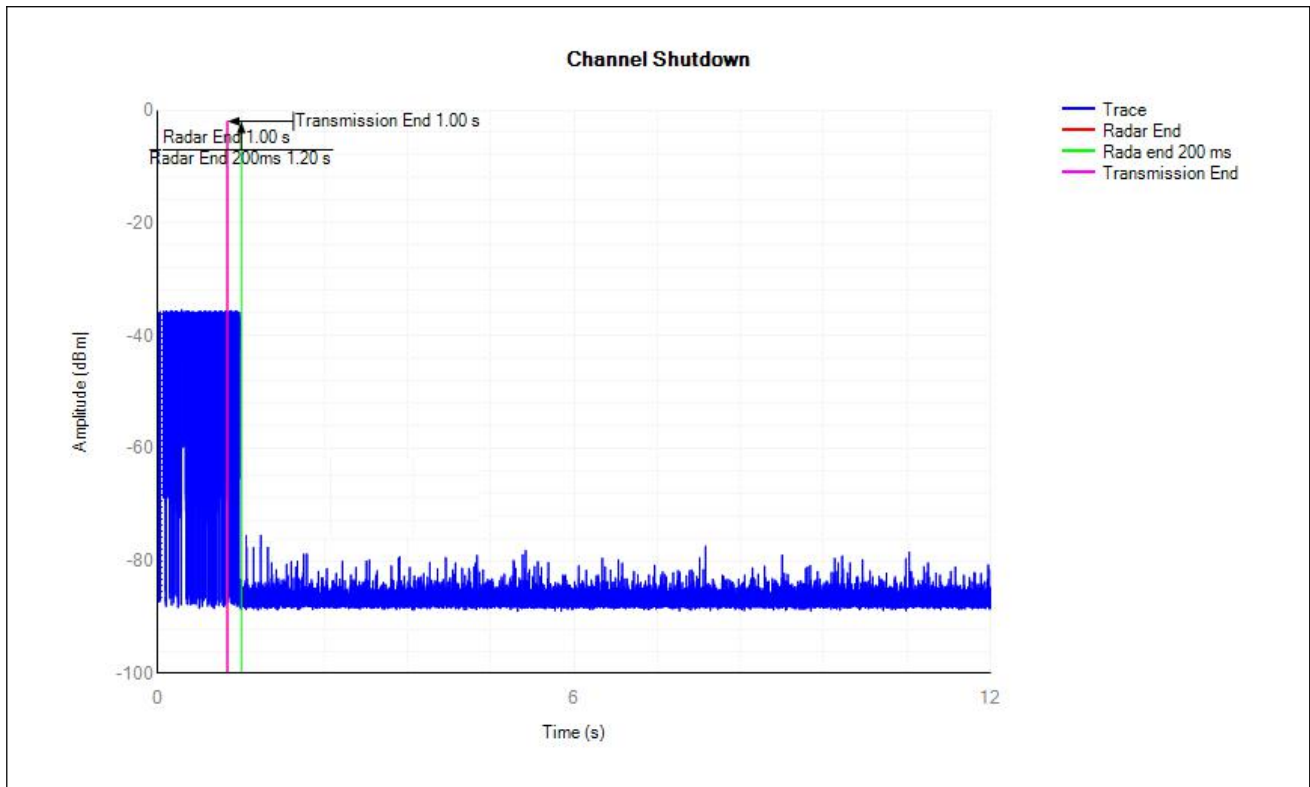 Channel Shutdown
0
-20
-40
-60
-80
-100
Amplitude (dBm|
Transmission End 1.00 s
Radar End 1.00 s
Radar End 200ms 1.20 s
0
6
12
Time (s)
Trace
Radar End
Rada end 200 ms
Transmission End